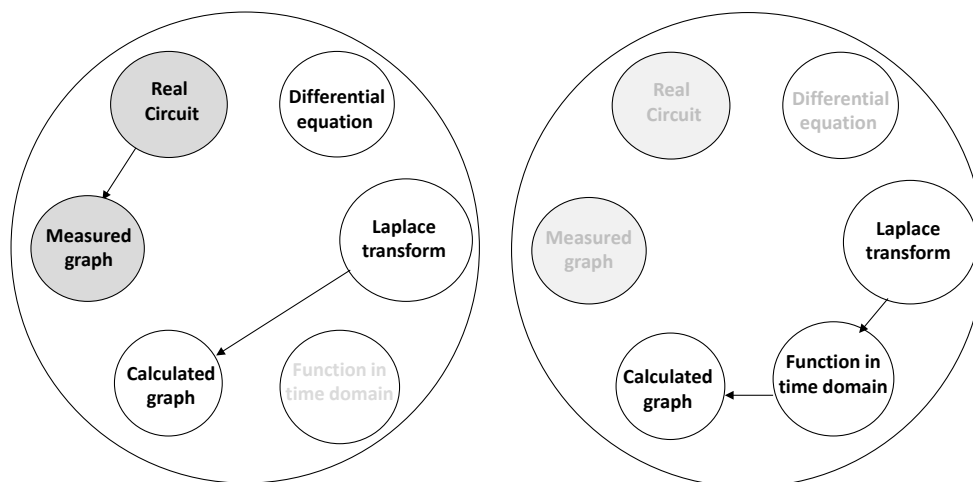 Real
Circuit
Differential
equation
Measured
graph
Laplace
transform
Calculated
graph
Function in
time domain
Real
Circuit
Differential
equation
Measured
graph
Laplace
transform
Calculated
graph
Function in
time domain